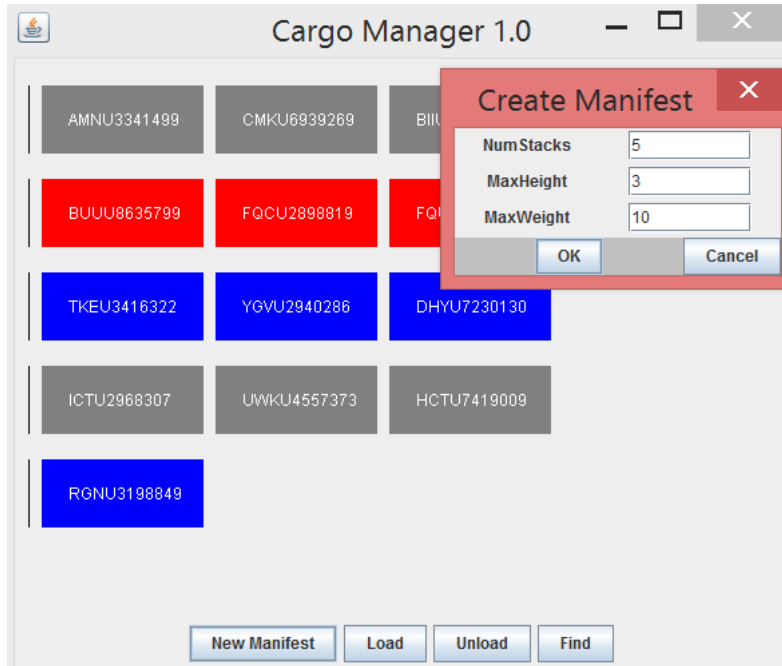 Cargo Manager 1.0
AMNU3341499 CMKU6939269
BUUU8635799 FQCU2898819
TKEU3416322 YGVU2940286 DHYU7230130
ICTU2968307 UWKU4557373 HCTU7419009
RGNU3198849
Create Manifest
NumStacks 5
MaxHeight 3
MaxWeight 10
OK Cancel
New Manifest Load Unload Find